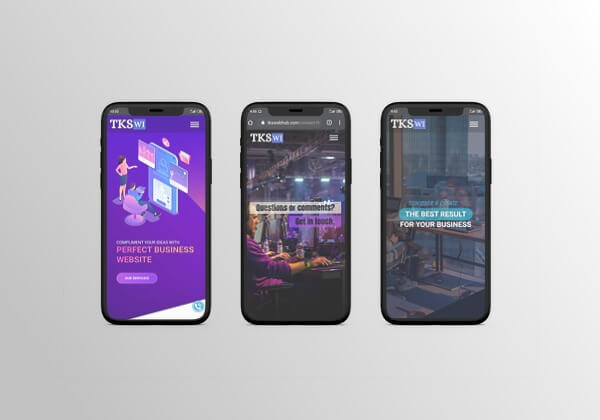 TKSWI
COMPLIMENT YOUR IDEAS WITH
PERFECT BUSINESS
WEBSITE
OUR SERVICES
TKSWI
Questions or comments?
Get in touch.
TKSWI
THE BEST RESULT
FOR YOUR BUSINESS